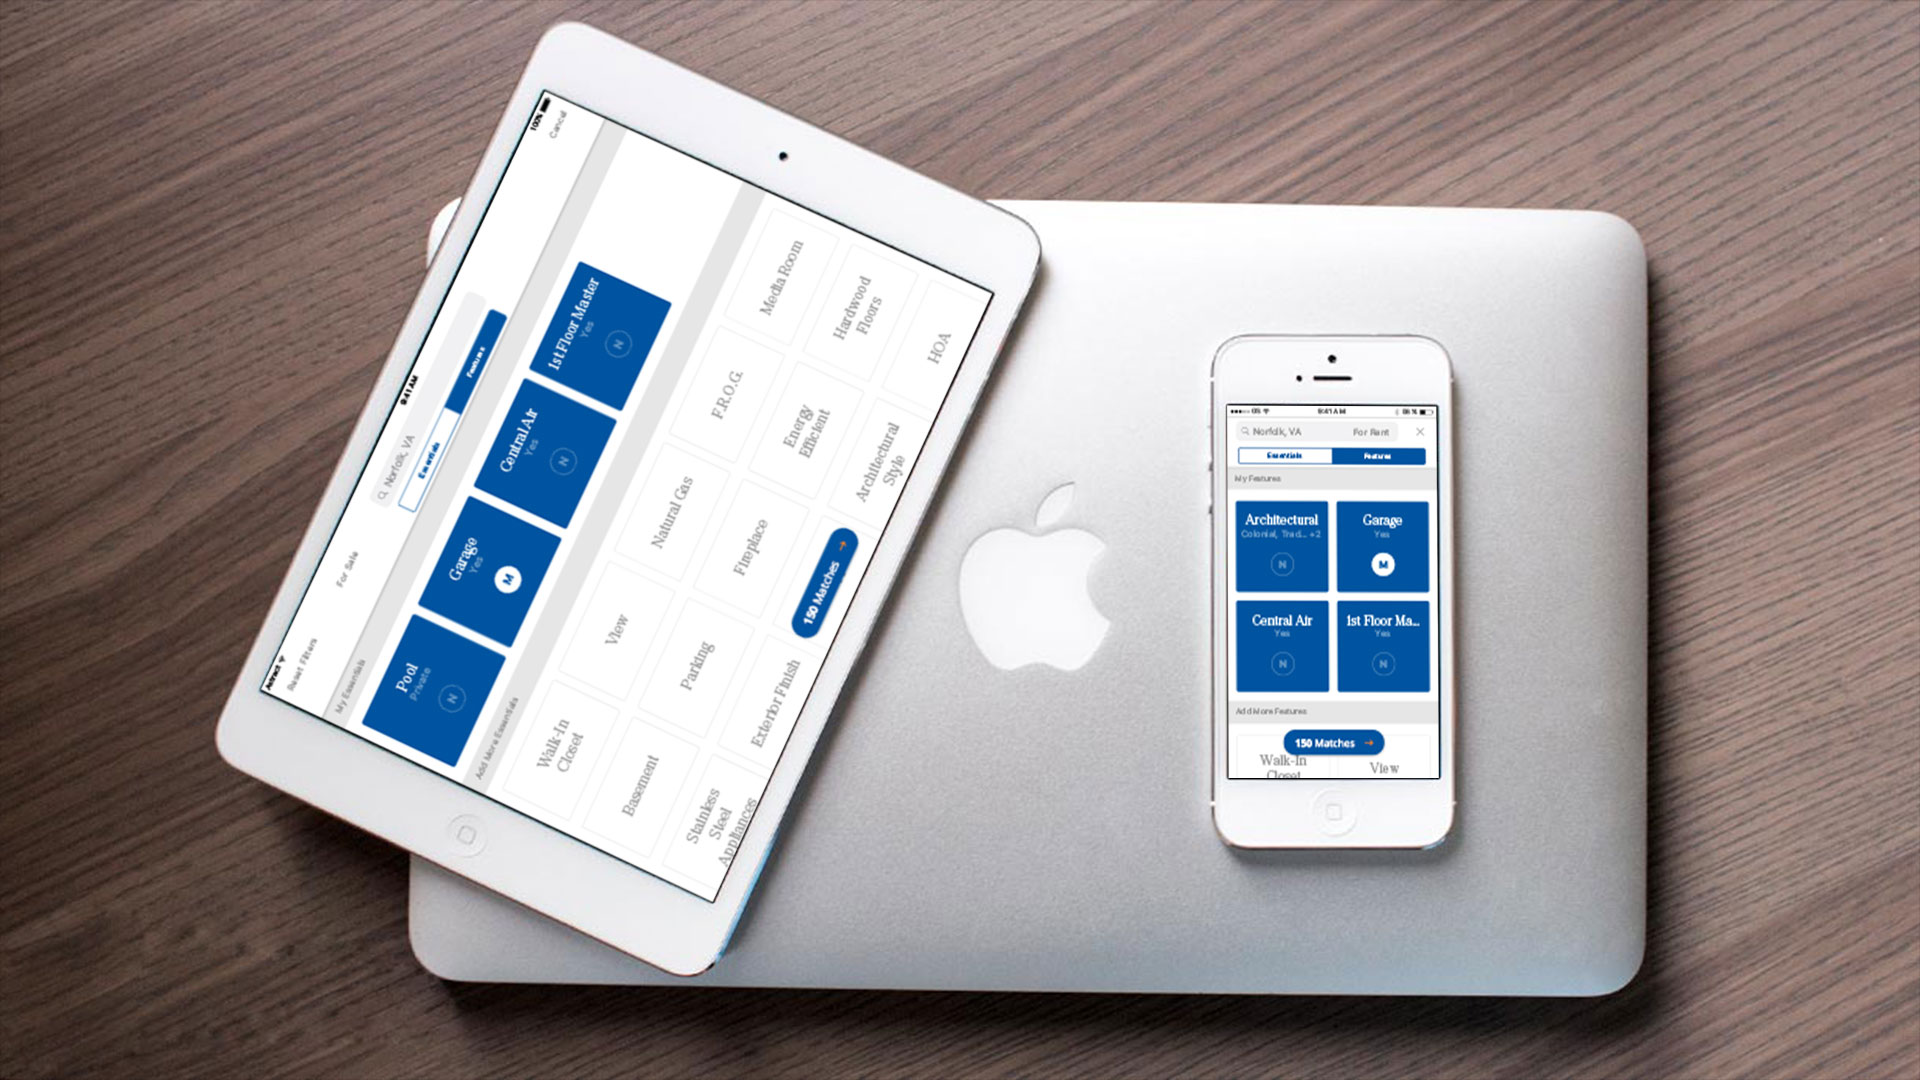 100%
Cancel
9:41 AM
Reset Filters
For Sale
Norfolk, VA
Essentials
Features
My Essentials
Pool
Private
N
Garage
Yes
M
Central Air
Yes
N
1st Floor Master
Yes
N
Add More Essentials
Walk-In
Closet
View
Natural Gas
F.R.O.G.
Media Room
Basement
Parking
Fireplace
Energy
Efficient
Hardwood
Floors
Stainless
Steel
Appliances
Exterior Finish
150 Matches
Architectural
Style
HOA
9:41 AM
Norfolk, VA
For Rent
Essentials
Features
My Features
Architectural
Colonial, Trad... +2
N
Garage
Yes
M
Central Air
Yes
N
1st Floor Ma...
Yes
N
Add More Features
150 Matches
Walk-In
Closet
View